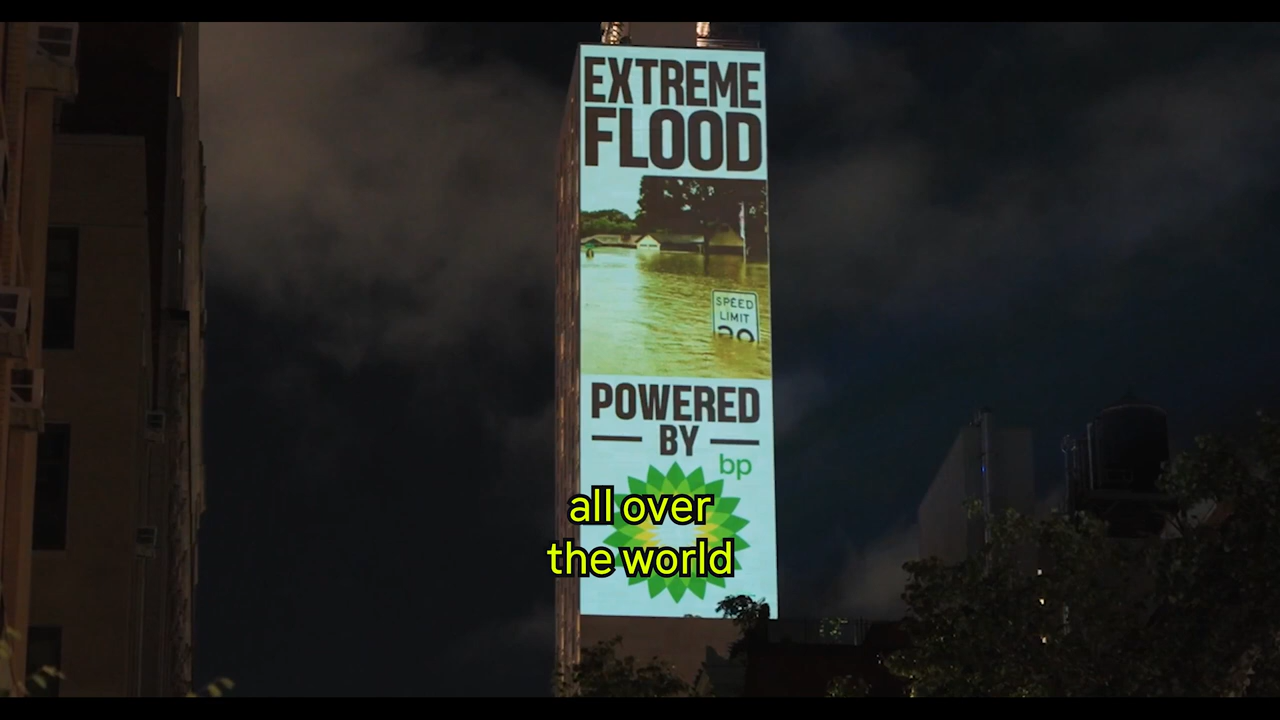 EXTREME
FLOOD
SPEED
LIMIT
POWERED
BY
bp
all over
the world